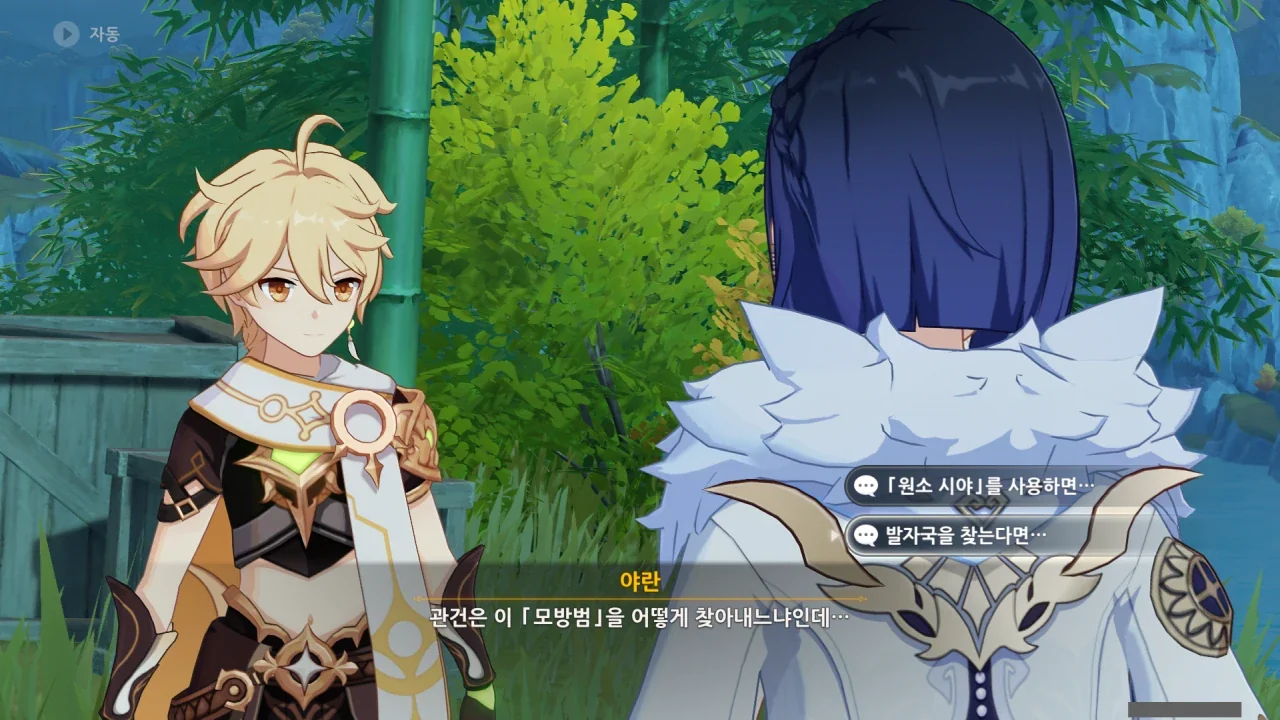 자동
「원소 시야」를 사용하면…
발자국을 찾는다면…
야란
관건은 이 「모방범」을 어떻게 찾아내느냐인데…